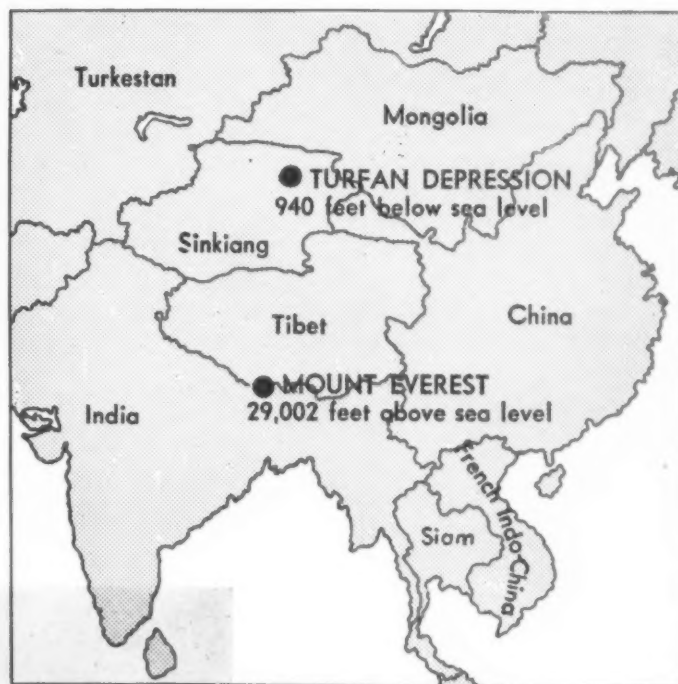 Turkestan
Mongolia
TURFAN DEPRESSION
940 feet below sea level
Sinkiang
Tibet
China
MOUNT EVEREST
29,002 feet above sea level
India
French Indo-China
Siam